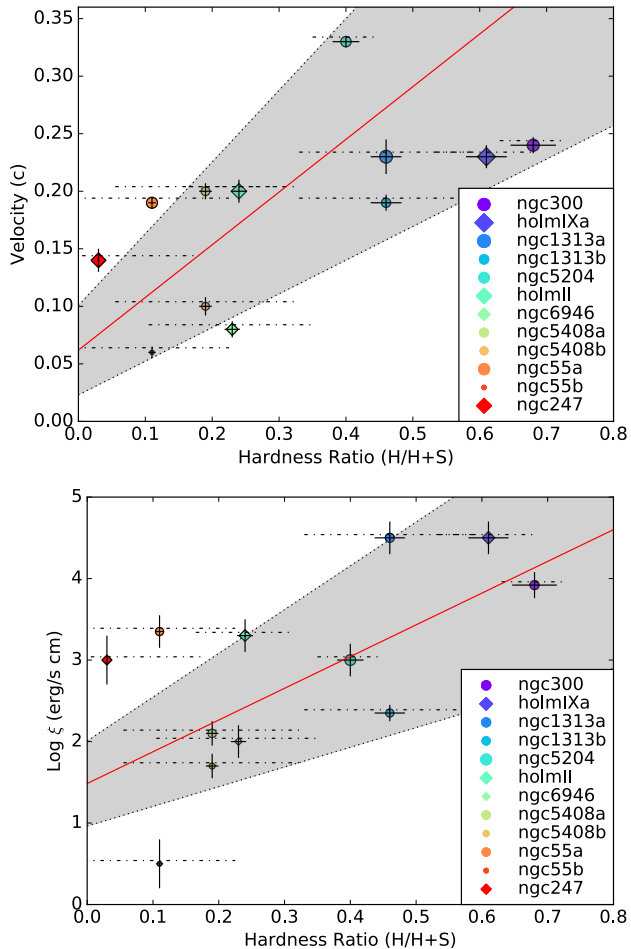 0.35
0.30
0.25
0.20
0.15
0.10
0.05
0.00
Velocity (c)
0.0 0.1 0.2 0.3 0.4 0.5 0.6 0.7 0.8
Hardness Ratio (H/H+S)
ngc300
holmIXa
ngc1313a
ngc1313b
ngc5204
holmII
ngc6946
ngc5408a
ngc5408b
ngc55a
ngc55b
ngc247
5
4
3
2
1
0
Log ξ (erg/s cm)
0.0 0.1 0.2 0.3 0.4 0.5 0.6 0.7 0.8
Hardness Ratio (H/H+S)
ngc300
holmIXa
ngc1313a
ngc1313b
ngc5204
holmII
ngc6946
ngc5408a
ngc5408b
ngc55a
ngc55b
ngc247